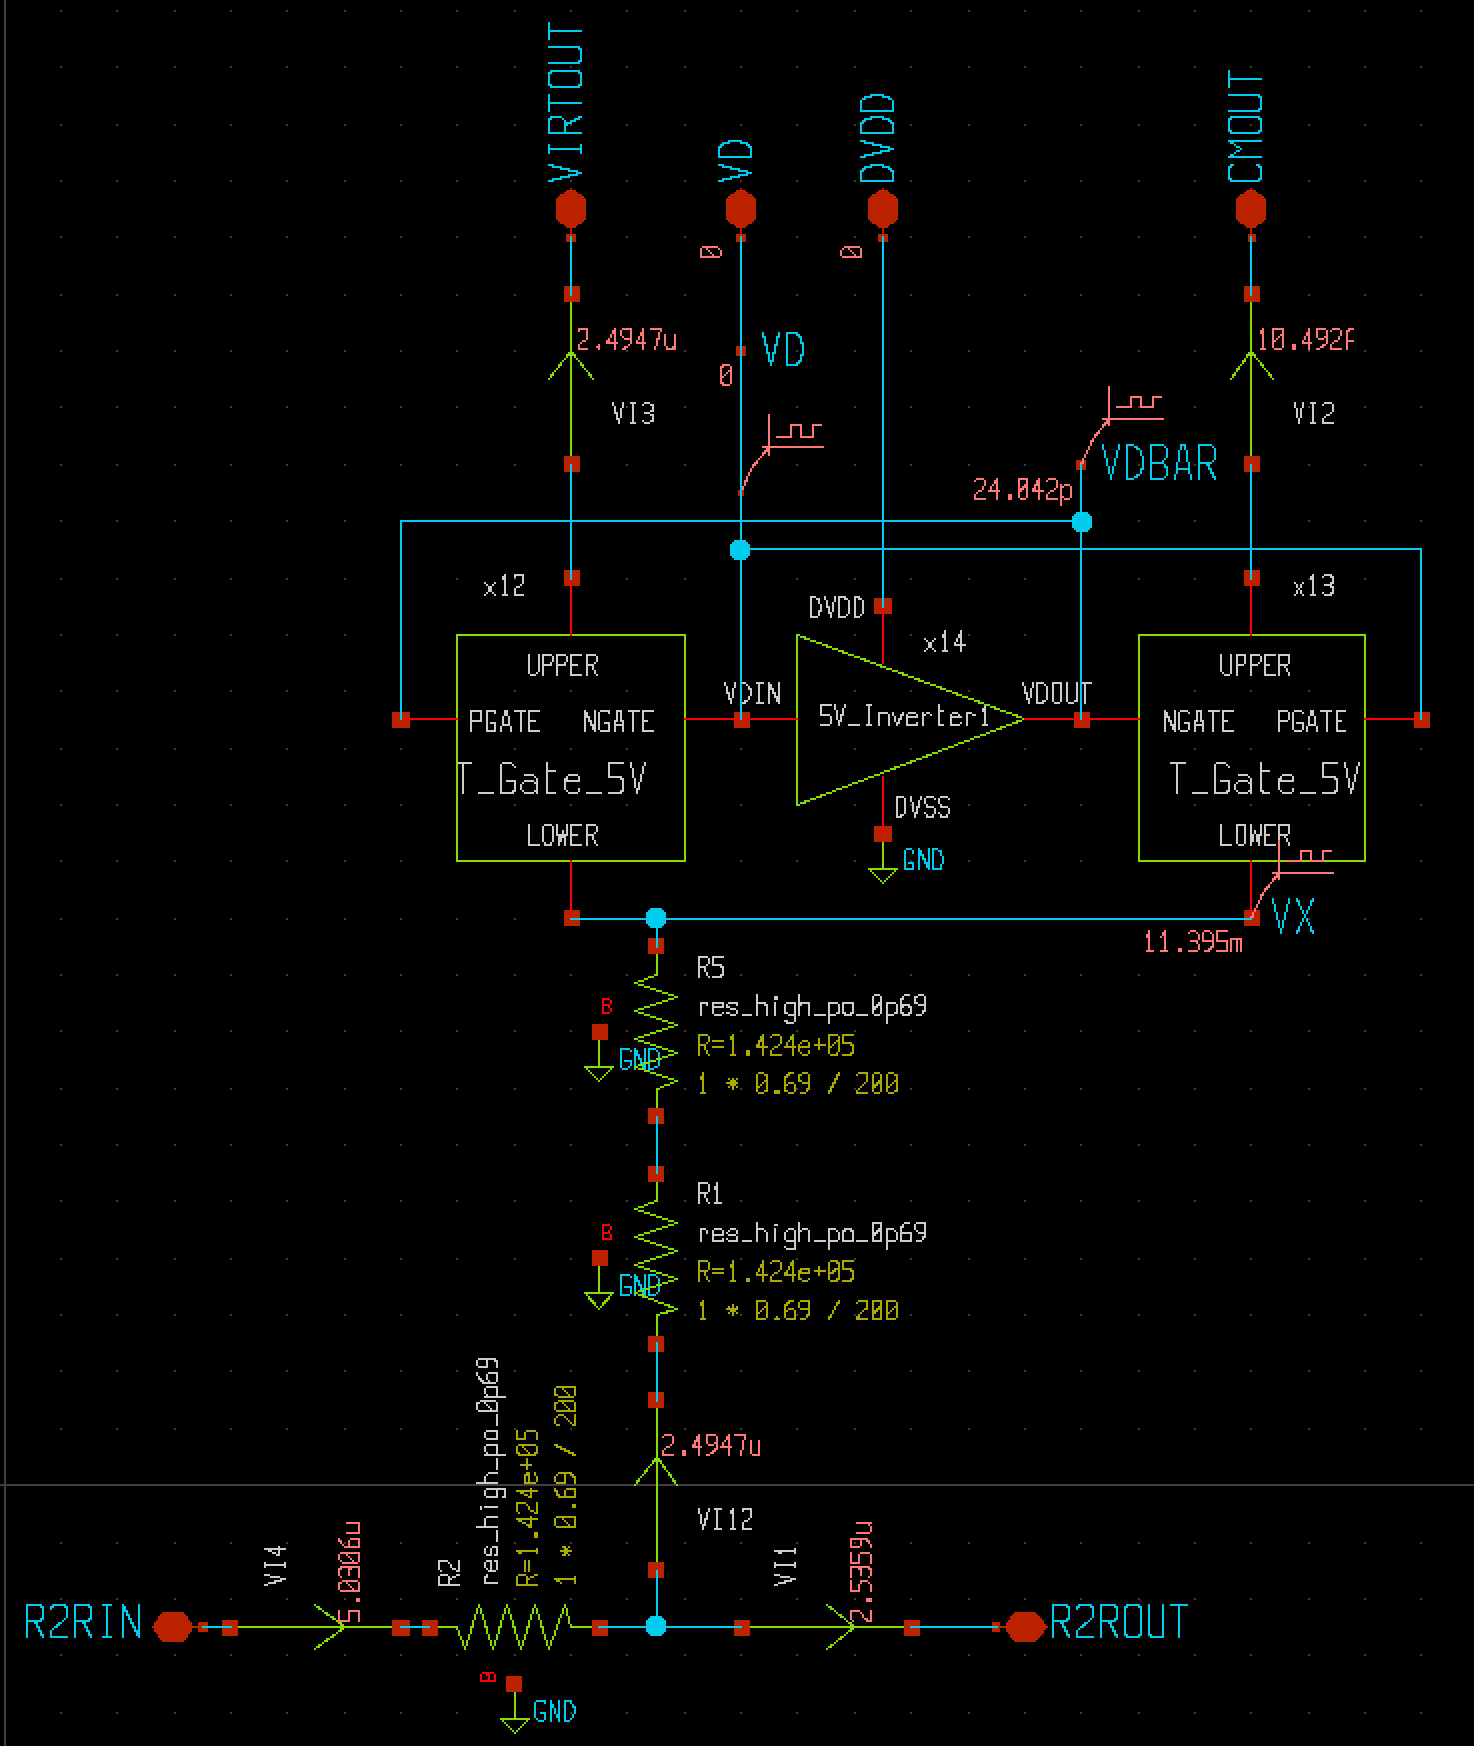 VIRTOUT
VD
DVDD
CMOUT
0
0
2.4947u
VD
10.492f
0
VI3
VI2
VDBAR
24.042p
x12
x13
DVDD
x14
UPPER
UPPER
VDIN
VDOUT
PGATE NGATE
5V_Inverter1
NGATE PGATE
T_Gate_5V
T_Gate_5V
DVSS
LOWER
LOWER
GND
VX
11.395m
R5
B
res_high_po_0p69
GND
R=1.424e+05
1 * 0.69 / 200
R1
B
res_high_po_0p69
GND
R=1.424e+05
1 * 0.69 / 200
2.4947u
VI12
VI4
5.0306u
R2
res_high_po_0p69
R=1.424e+05
1 * 0.69 / 200
VI1
2.5359u
R2RIN
R2ROUT
B
GND